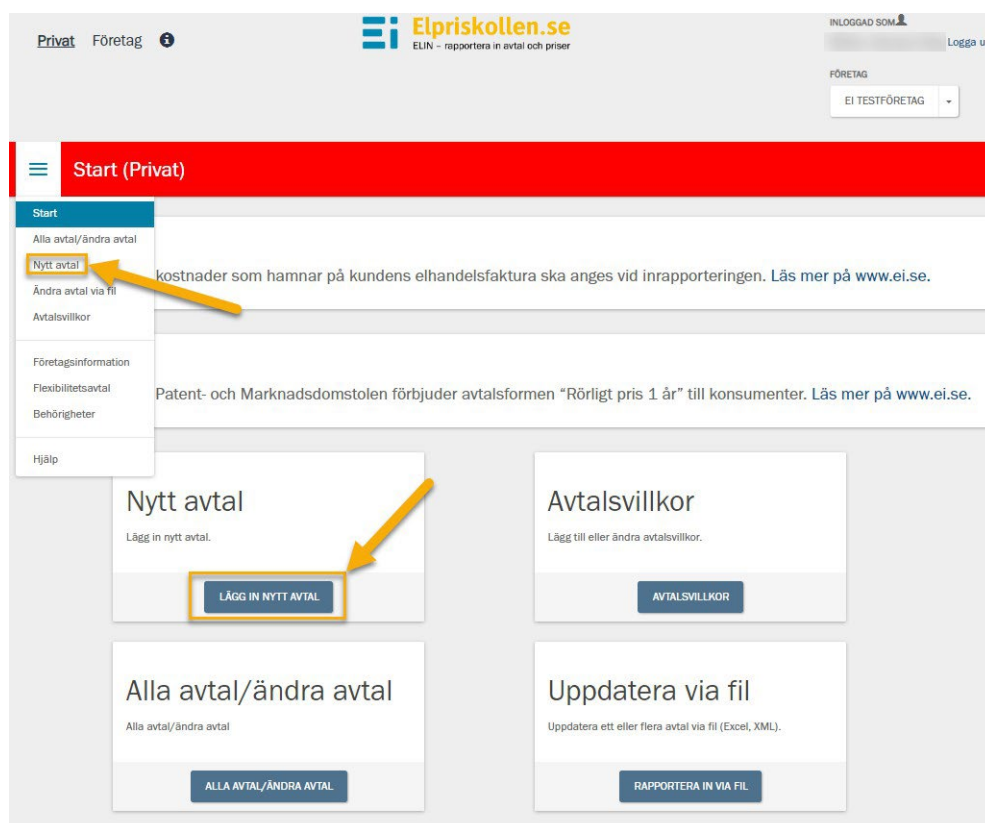 Privat Företag
Elpriskollen.se
ELIN – rapportera in avtal och priser
INLOGGAD SOM
Logga u
FÖRETAG
EI TESTFÖRETAG
Start (Privat)
Start
Alla avtal/ändra avtal
Nytt avtal
Ändra avtal via fil
Avtalsvillkor
Företagsinformation
Flexibilitetsavtal
Behörigheter
Hjälp
kostnader som hamnar på kundens elhandelsfaktura ska anges vid inrapporteringen. Läs mer på www.ei.se.
Patent- och Marknadsdomstolen förbjuder avtalsformen “Rörligt pris 1 år” till konsumenter. Läs mer på www.ei.se.
Nytt avtal
Lägg in nytt avtal.
LÄGG IN NYTT AVTAL
Avtalsvillkor
Lägg till eller ändra avtalsvillkor.
AVTALSVILLKOR
Alla avtal/ändra avtal
Alla avtal/ändra avtal
ALLA AVTAL/ÄNDRA AVTAL
Uppdatera via fil
Uppdatera ett eller flera avtal via fil (Excel, XML).
RAPPORTERA IN VIA FIL